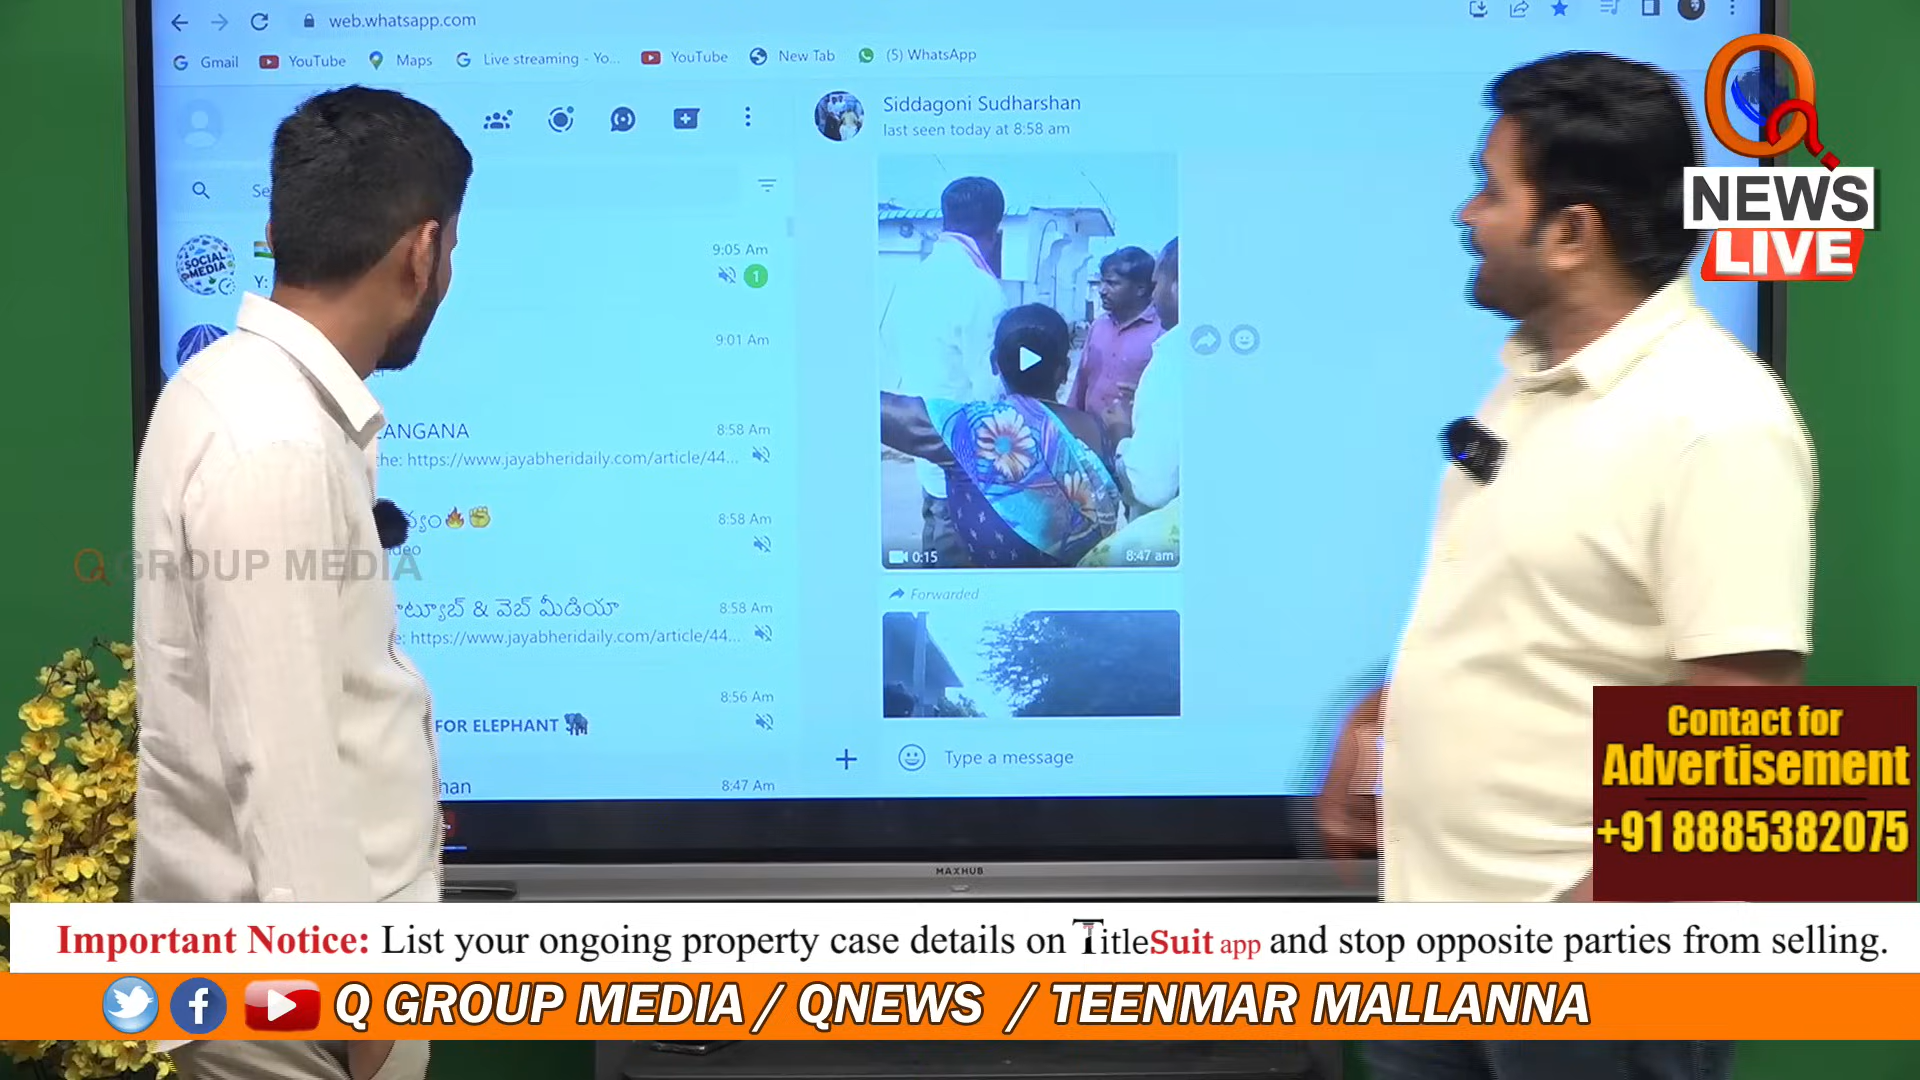 web.whatsapp.com
Gmail
YouTube
Maps
Live streaming - Yo...
YouTube
New Tab
(5) WhatsApp
Siddagoni Sudharshan
last seen today at 8:58 am
Se
SOCIAL MEDIA
Y:
9:05 Am
1
9:01 Am
ANGANA
8:58 Am
the: https://www.jayabheridaily.com/article/44...
8:58 Am
deo
Q GROUP MEDIA
ాట్యూబ్ & వెబ్ మీడియా
8:58 Am
e: https://www.jayabheridaily.com/article/44...
8:56 Am
FOR ELEPHANT
han
8:47 Am
0:15
8:47 am
Forwarded
Type a message
MAXHUB
Q
NEWS
LIVE
Contact for
Advertisement
+91 8885382075
Important Notice: List your ongoing property case details on TitleSuit app and stop opposite parties from selling.
Q GROUP MEDIA / QNEWS / TEENMAR MALLANNA